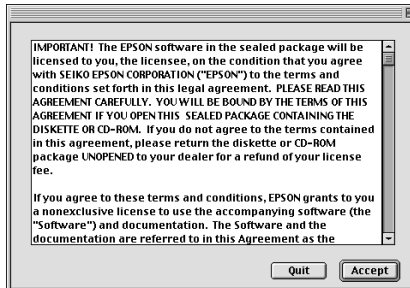 IMPORTANT! The EPSON software in the sealed package will be
licensed to you, the licensee, on the condition that you agree
with SEIKO EPSON CORPORATION ("EPSON") to the terms and
conditions set forth in this legal agreement. PLEASE READ THIS
AGREEMENT CAREFULLY. YOU WILL BE BOUND BY THE TERMS OF THIS
AGREEMENT IF YOU OPEN THIS SEALED PACKAGE CONTAINING THE
DISKETTE OR CD-ROM. If you do not agree to the terms contained
in this agreement, please return the diskette or CD-ROM
package UNOPENED to your dealer for a refund of your license
fee.
If you agree to these terms and conditions, EPSON grants to you
a nonexclusive license to use the accompanying software (the
"Software") and documentation. The Software and the
documentation are referred to in this Agreement as the
Quit Accept